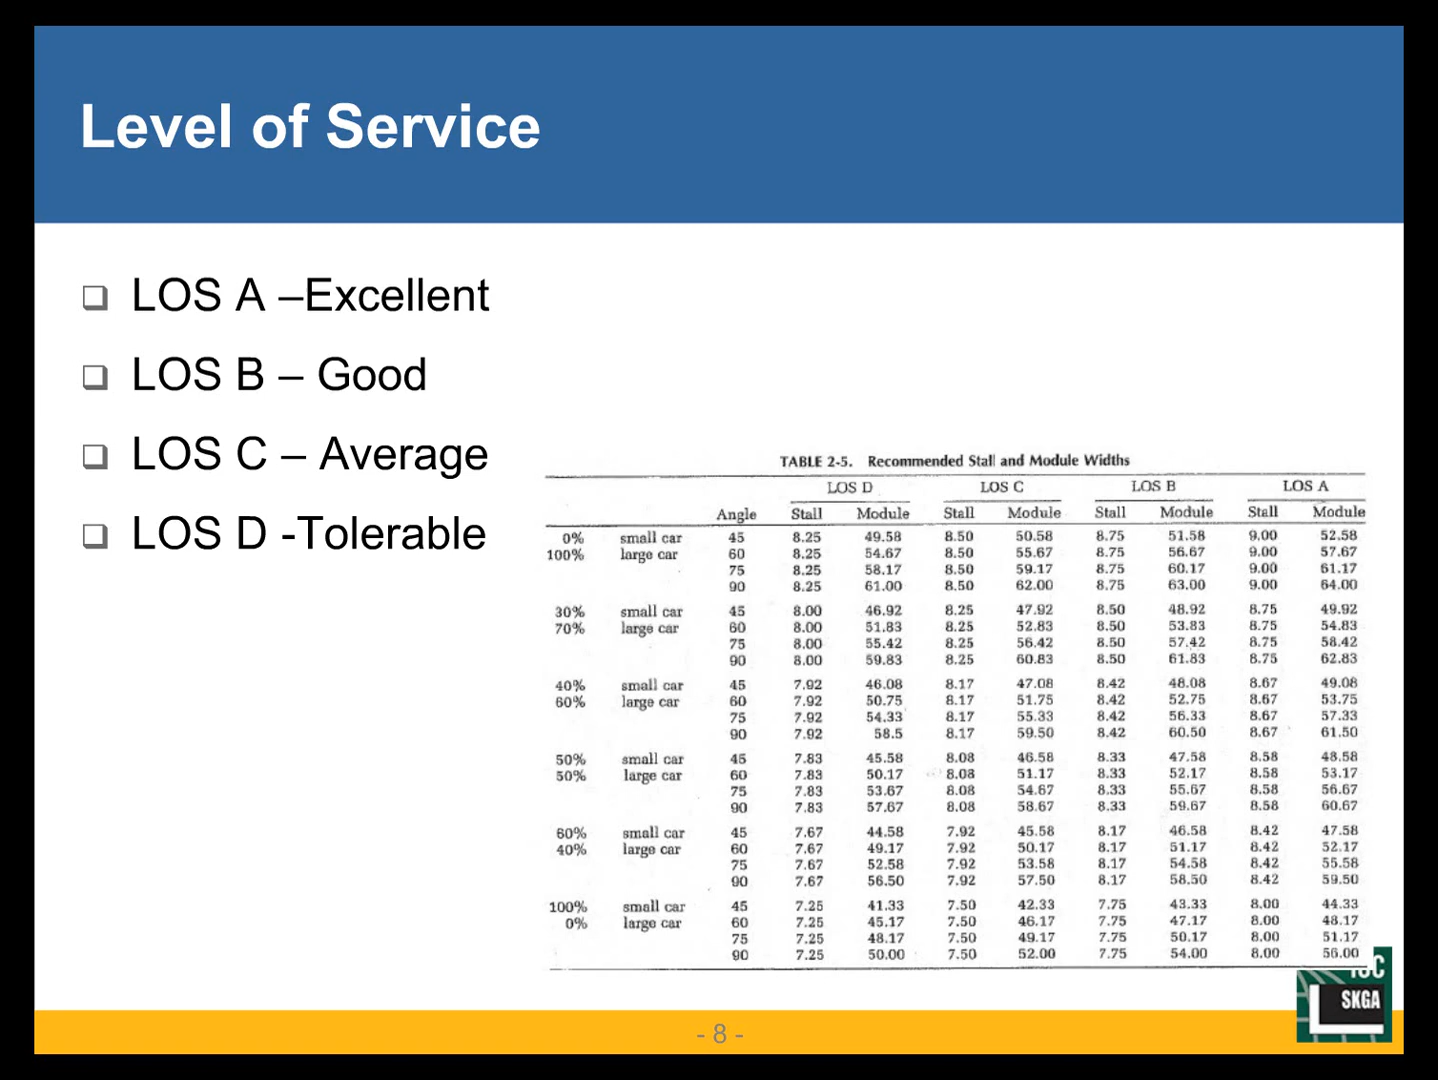 Level of Service
LOS A –Excellent
LOS B – Good
LOS C – Average
LOS D -Tolerable
TABLE 2-5. Recommended Stall and Module Widths
LOS D LOS C LOS B LOS A
Angle Stall Module Stall Module Stall Module Stall Module
0% small car 45 8.25 49.58 8.50 50.58 8.75 51.58 9.00 52.58
100% large car 60 8.25 54.67 8.50 55.67 8.75 56.67 9.00 57.67
75 8.25 58.17 8.50 59.17 8.75 60.17 9.00 61.17
90 8.25 61.00 8.50 62.00 8.75 63.00 9.00 64.00
30% small car 45 8.00 46.92 8.25 47.92 8.50 48.92 8.75 49.92
70% large car 60 8.00 51.83 8.25 52.83 8.50 53.83 8.75 54.83
75 8.00 55.42 8.25 56.42 8.50 57.42 8.75 58.42
90 8.00 59.83 8.25 60.83 8.50 61.83 8.75 62.83
40% small car 45 7.92 46.08 8.17 47.08 8.42 48.08 8.67 49.08
60% large car 60 7.92 50.75 8.17 51.75 8.42 52.75 8.67 53.75
75 7.92 54.33 8.17 55.33 8.42 56.33 8.67 57.33
90 7.92 58.5 8.17 59.50 8.42 60.50 8.67 61.50
50% small car 45 7.83 45.58 8.08 46.58 8.33 47.58 8.58 48.58
50% large car 60 7.83 50.17 8.08 51.17 8.33 52.17 8.58 53.17
75 7.83 53.67 8.08 54.67 8.33 55.67 8.58 56.67
90 7.83 57.67 8.08 58.67 8.33 59.67 8.58 60.67
60% small car 45 7.67 44.58 7.92 45.58 8.17 46.58 8.42 47.58
40% large car 60 7.67 49.17 7.92 50.17 8.17 51.17 8.42 52.17
75 7.67 52.58 7.92 53.58 8.17 54.58 8.42 55.58
90 7.67 56.50 7.92 57.50 8.17 58.50 8.42 59.50
100% small car 45 7.25 41.33 7.50 42.33 7.75 43.33 8.00 44.33
0% large car 60 7.25 45.17 7.50 46.17 7.75 47.17 8.00 48.17
75 7.25 48.17 7.50 49.17 7.75 50.17 8.00 51.17
90 7.25 50.00 7.50 52.00 7.75 54.00 8.00 56.00
SKGA
- 8 -